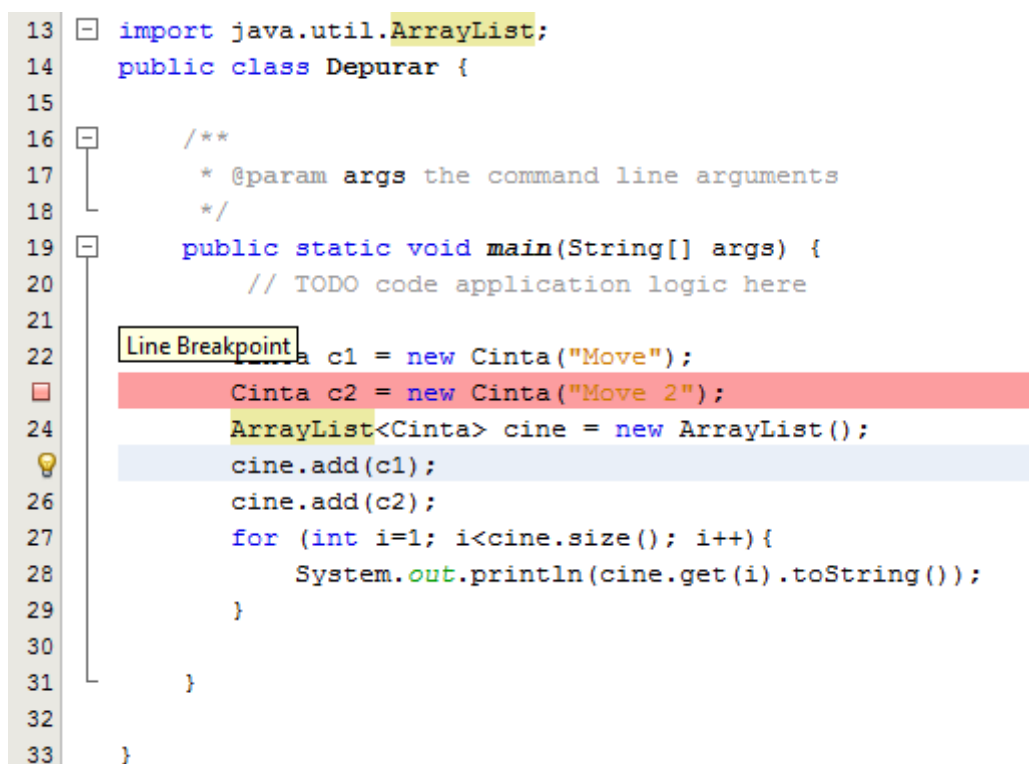 13 import java.util.ArrayList;
14 public class Depurar {
15
16 /**
17 * @param args the command line arguments
18 */
19 public static void main(String[] args) {
20 // TODO code application logic here
21
Line Breakpoint
22 c1 = new Cinta("Move");
Cinta c2 = new Cinta("Move 2");
24 ArrayList<Cinta> cine = new ArrayList();
cine.add(c1);
26 cine.add(c2);
27 for (int i=1; i<cine.size(); i++){
28 System.out.println(cine.get(i).toString());
29 }
30
31 }
32
33 }